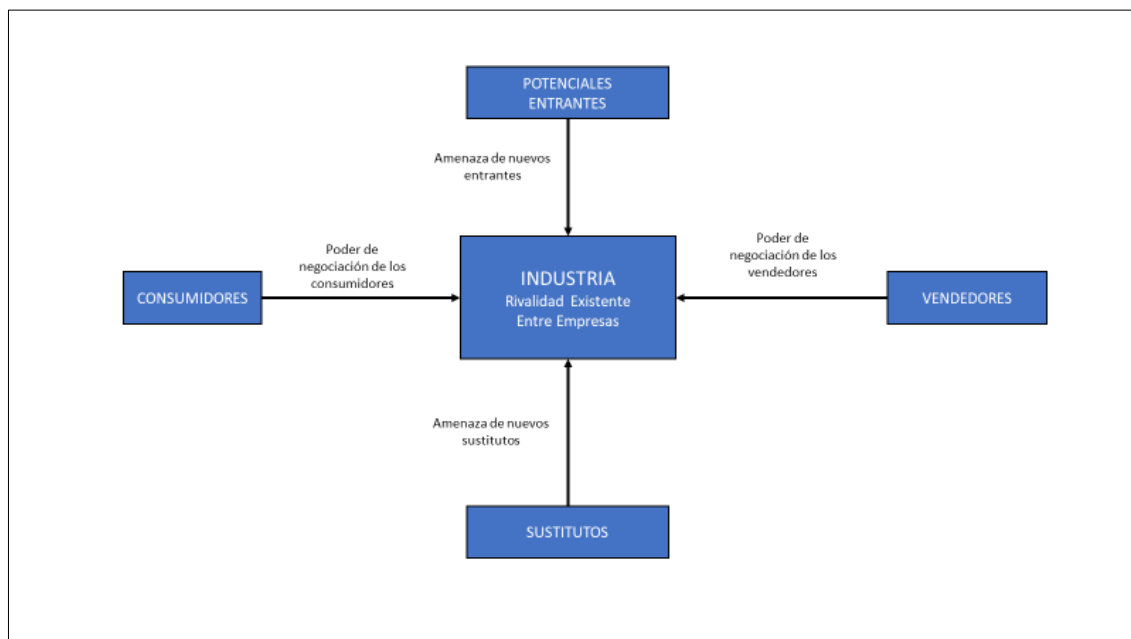 POTENCIALES
ENTRANTES
Amenaza de nuevos
entrantes
Poder de
negociación de los
consumidores
Poder de
negociación de los
vendedores
CONSUMIDORES
INDUSTRIA
Rivalidad Existente
Entre Empresas
VENDEDORES
Amenaza de nuevos
sustitutos
SUSTITUTOS